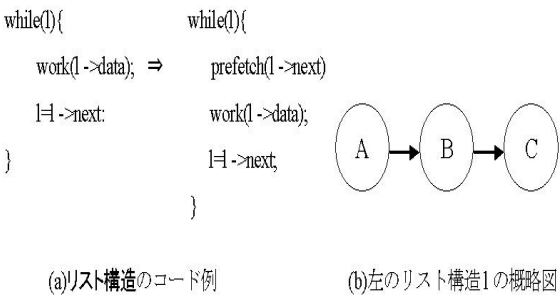 while(l){
work(l ->data);
l=l ->next:
}
⇒
while(l){
prefetch(l ->next)
work(l ->data);
l=l ->next;
}
A
B
C
(a)リスト構造のコード例
(b)左のリスト構造lの概略図